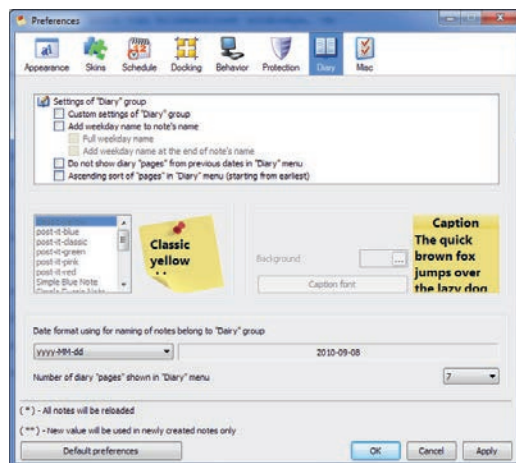 Preferences
Appearance Skins Schedule Docking Behavior Protection Diary Misc
Settings of "Diary" group
Custom settings of "Diary" group
Add weekday name to note's name
Full weekday name
Add weekday name at the end of note's name
Do not show diary "pages" from previous dates in "Diary" menu
Ascending sort of "pages" in "Diary" menu (starting from earliest)
post-it-blue
post-it-classic
post-it-green
post-it-pink
post-it-red
Simple Blue Note
Simple Classic Note
Classic
yellow
Background
...
Caption font
Caption
The quick
brown fox
jumps over
the lazy dog
Date format using for naming of notes belong to "Dairy" group
yyyy-MM-dd
2010-09-08
Number of diary "pages" shown in "Diary" menu
7
(*) - All notes will be reloaded
(**) - New value will be used in newly created notes only
Default preferences
OK Cancel Apply